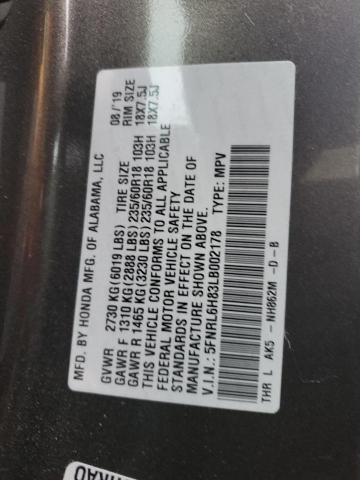 MFD. BY HONDA MFG. OF ALABAMA, LLC 08/'19
GVWR 2730 KG(6019 LBS) TIRE SIZE RIM SIZE
GAWR F 1310 KG(2888 LBS) 235/60R18 103H 18X7.5J
GAWR R 1465 KG(3230 LBS) 235/60R18 103H 18X7.5J
THIS VEHICLE CONFORMS TO ALL APPLICABLE
FEDERAL MOTOR VEHICLE SAFETY
STANDARDS IN EFFECT ON THE DATE OF
MANUFACTURE SHOWN ABOVE.
V.I.N.: 5FNRL6H83LB002178 TYPE: MPV
THR L AK5 -NH862M -D-B